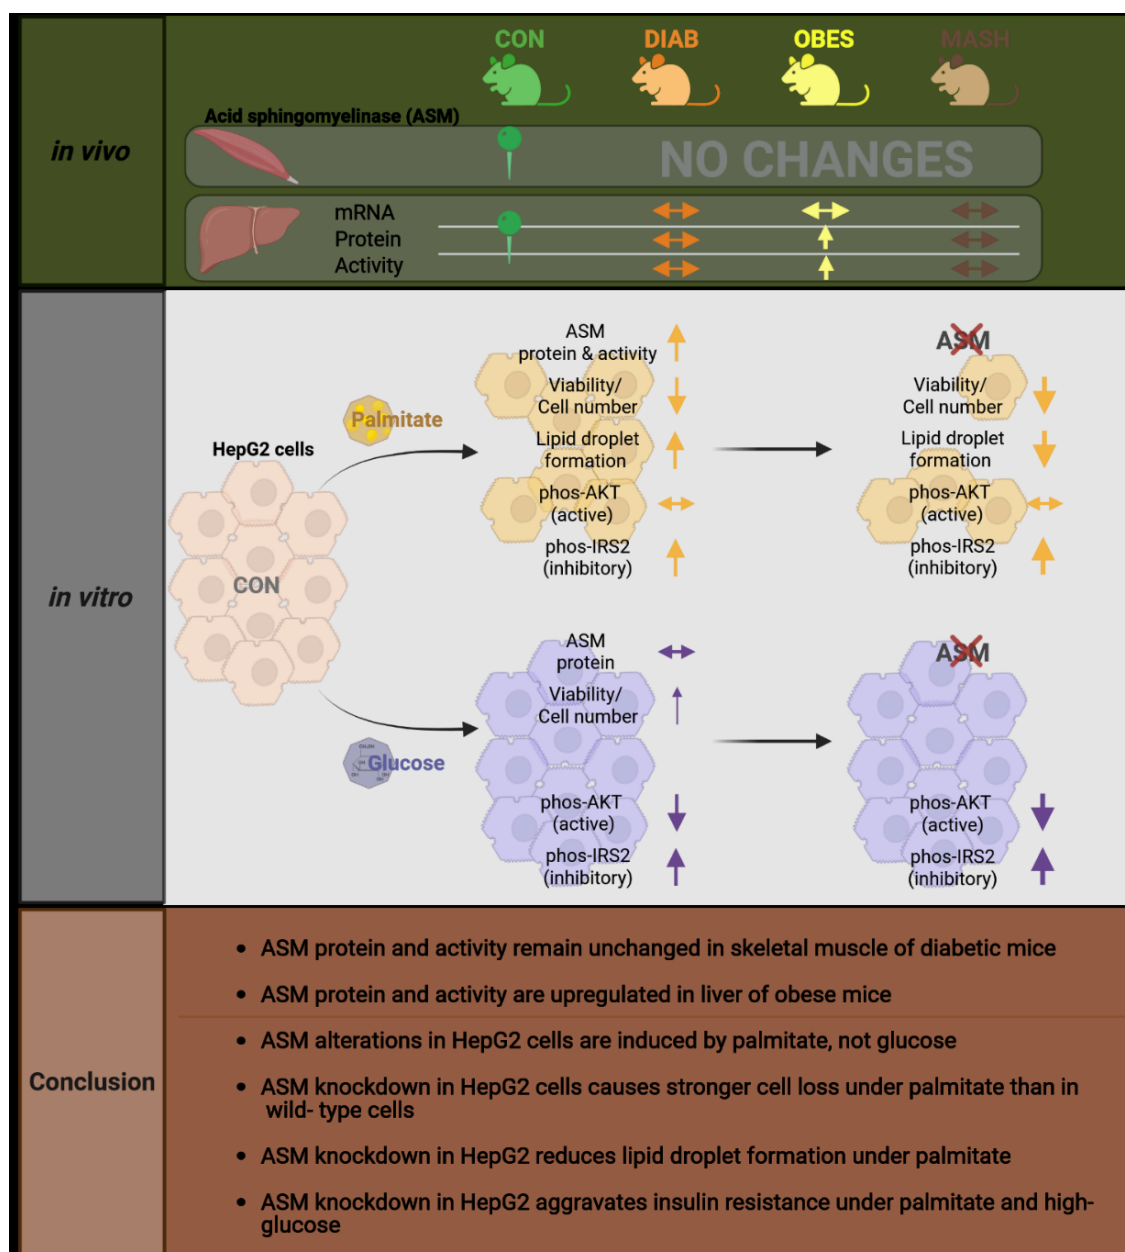 CON DIAB OBES MASH
Acid sphingomyelinase (ASM)
in vivo
NO CHANGES
mRNA
Protein
Activity
ASM
protein & activity
Viability/
Cell number
Lipid droplet
formation
phos-AKT
(active)
phos-IRS2
(inhibitory)
ASM
Viability/
Cell number
Lipid droplet
formation
phos-AKT
(active)
phos-IRS2
(inhibitory)
Palmitate
HepG2 cells
CON
in vitro
Glucose
ASM
protein
Viability/
Cell number
phos-AKT
(active)
phos-IRS2
(inhibitory)
ASM
phos-AKT
(active)
phos-IRS2
(inhibitory)
Conclusion
• ASM protein and activity remain unchanged in skeletal muscle of diabetic mice
• ASM protein and activity are upregulated in liver of obese mice
• ASM alterations in HepG2 cells are induced by palmitate, not glucose
• ASM knockdown in HepG2 cells causes stronger cell loss under palmitate than in
wild- type cells
• ASM knockdown in HepG2 reduces lipid droplet formation under palmitate
• ASM knockdown in HepG2 aggravates insulin resistance under palmitate and high-
glucose